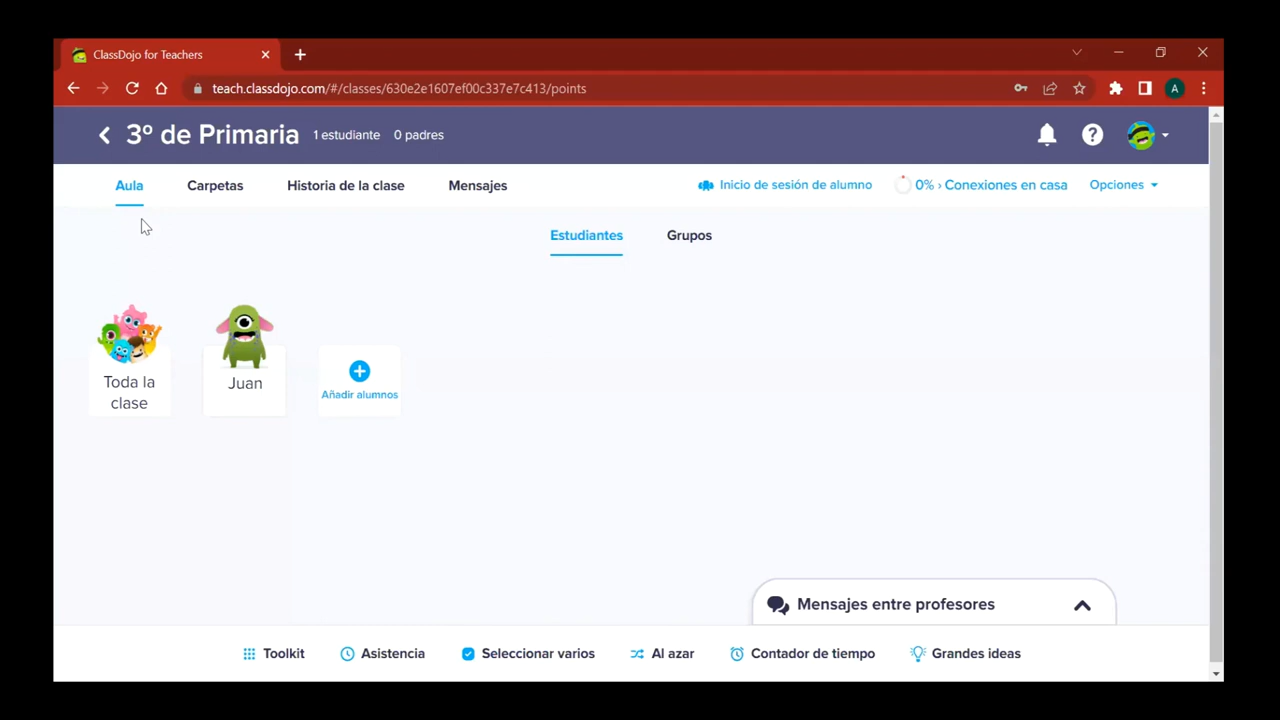 ClassDojo for Teachers
teach.classdojo.com/#/classes/630e2e1607ef00c337e7c413/points
A
3º de Primaria 1 estudiante 0 padres
Aula Carpetas Historia de la clase Mensajes Inicio de sesión de alumno 0% › Conexiones en casa Opciones
Estudiantes Grupos
Toda la
clase
Juan
Añadir alumnos
Mensajes entre profesores
Toolkit Asistencia Seleccionar varios Al azar Contador de tiempo Grandes ideas